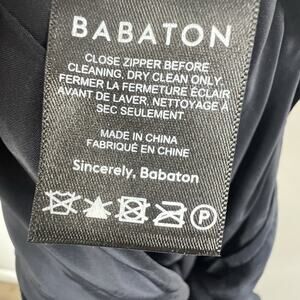 BABATON
CLOSE ZIPPER BEFORE
CLEANING, DRY CLEAN ONLY.
FERMER LA FERMETURE ÉCLAIR
AVANT DE LAVER, NETTOYAGE À
SEC SEULEMENT
MADE IN CHINA
FABRIQUÉ EN CHINE
Sincerely, Babaton
P